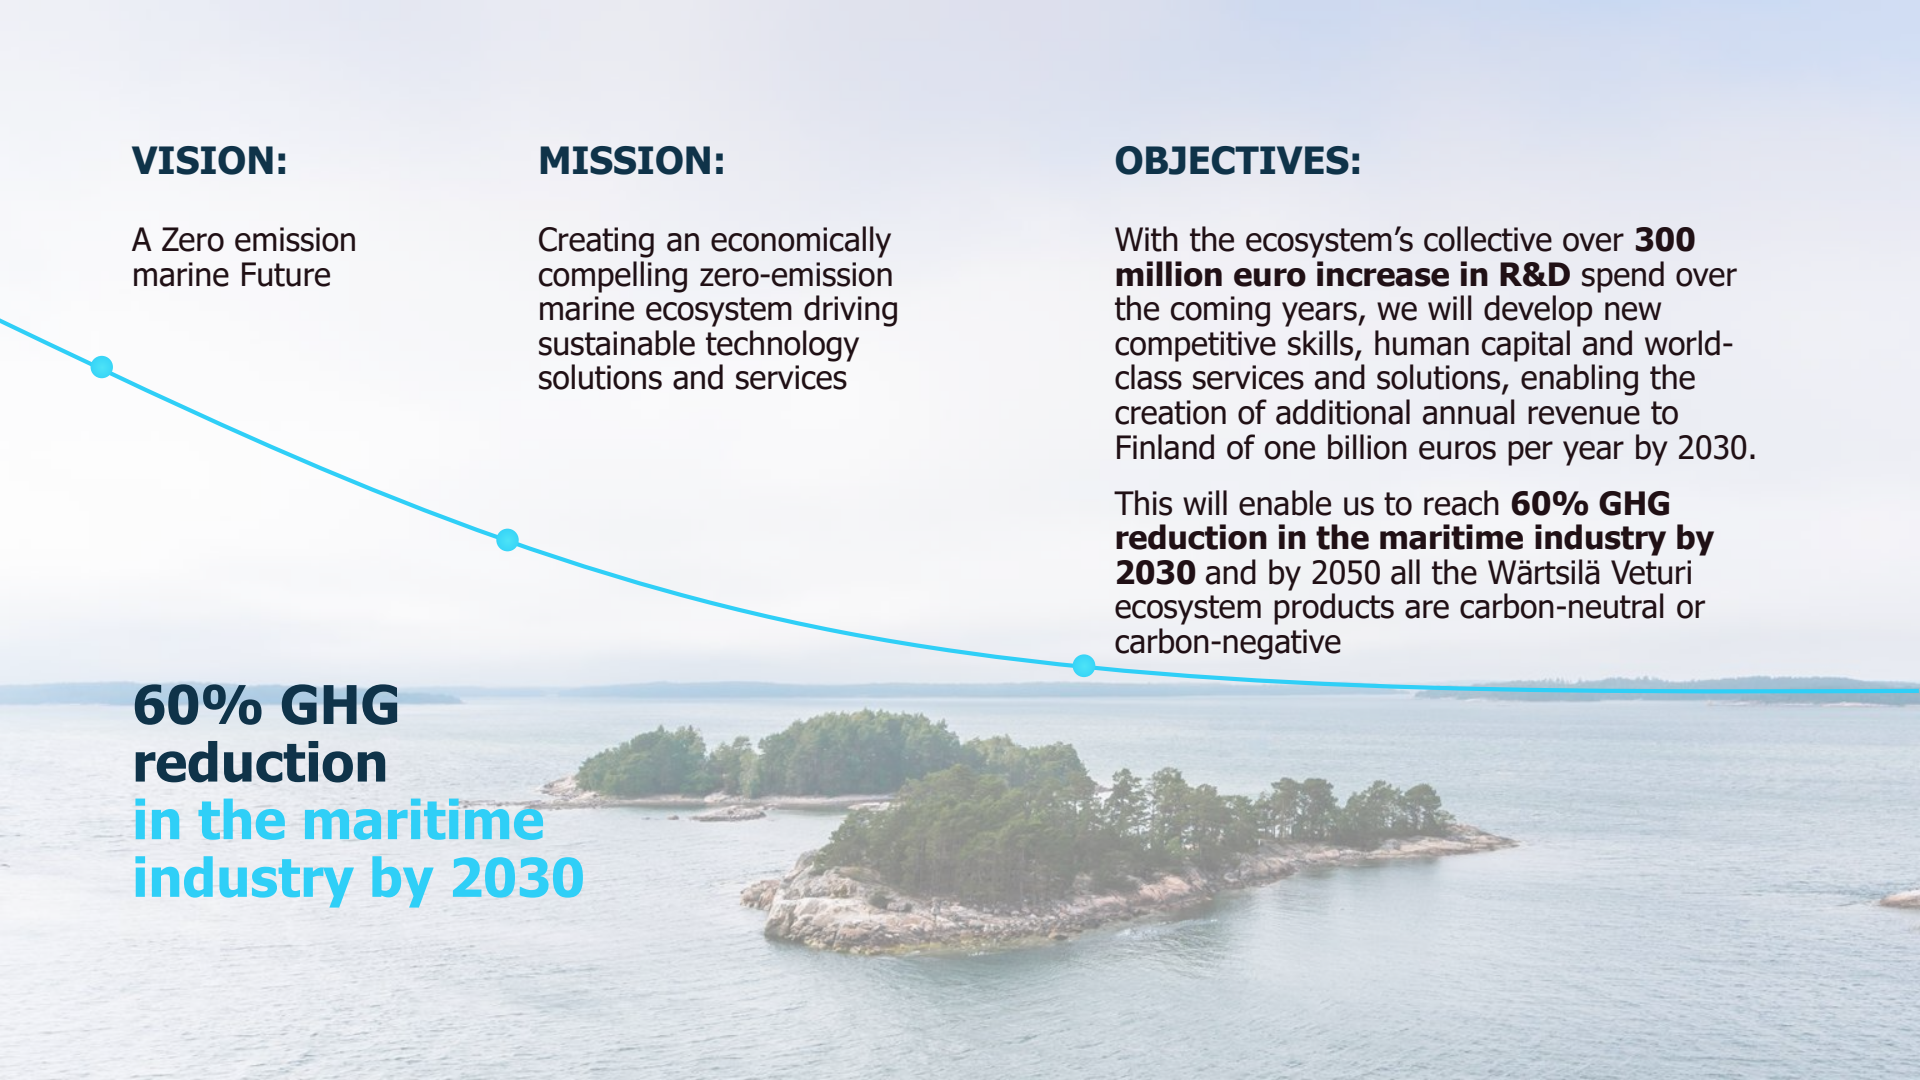 VISION:
A Zero emission
marine Future
MISSION:
Creating an economically
compelling zero-emission
marine ecosystem driving
sustainable technology
solutions and services
OBJECTIVES:
With the ecosystem’s collective over 300
million euro increase in R&D spend over
the coming years, we will develop new
competitive skills, human capital and world-
class services and solutions, enabling the
creation of additional annual revenue to
Finland of one billion euros per year by 2030.
This will enable us to reach 60% GHG
reduction in the maritime industry by
2030 and by 2050 all the Wärtsilä Veturi
ecosystem products are carbon-neutral or
carbon-negative
60% GHG
reduction
in the maritime
industry by 2030